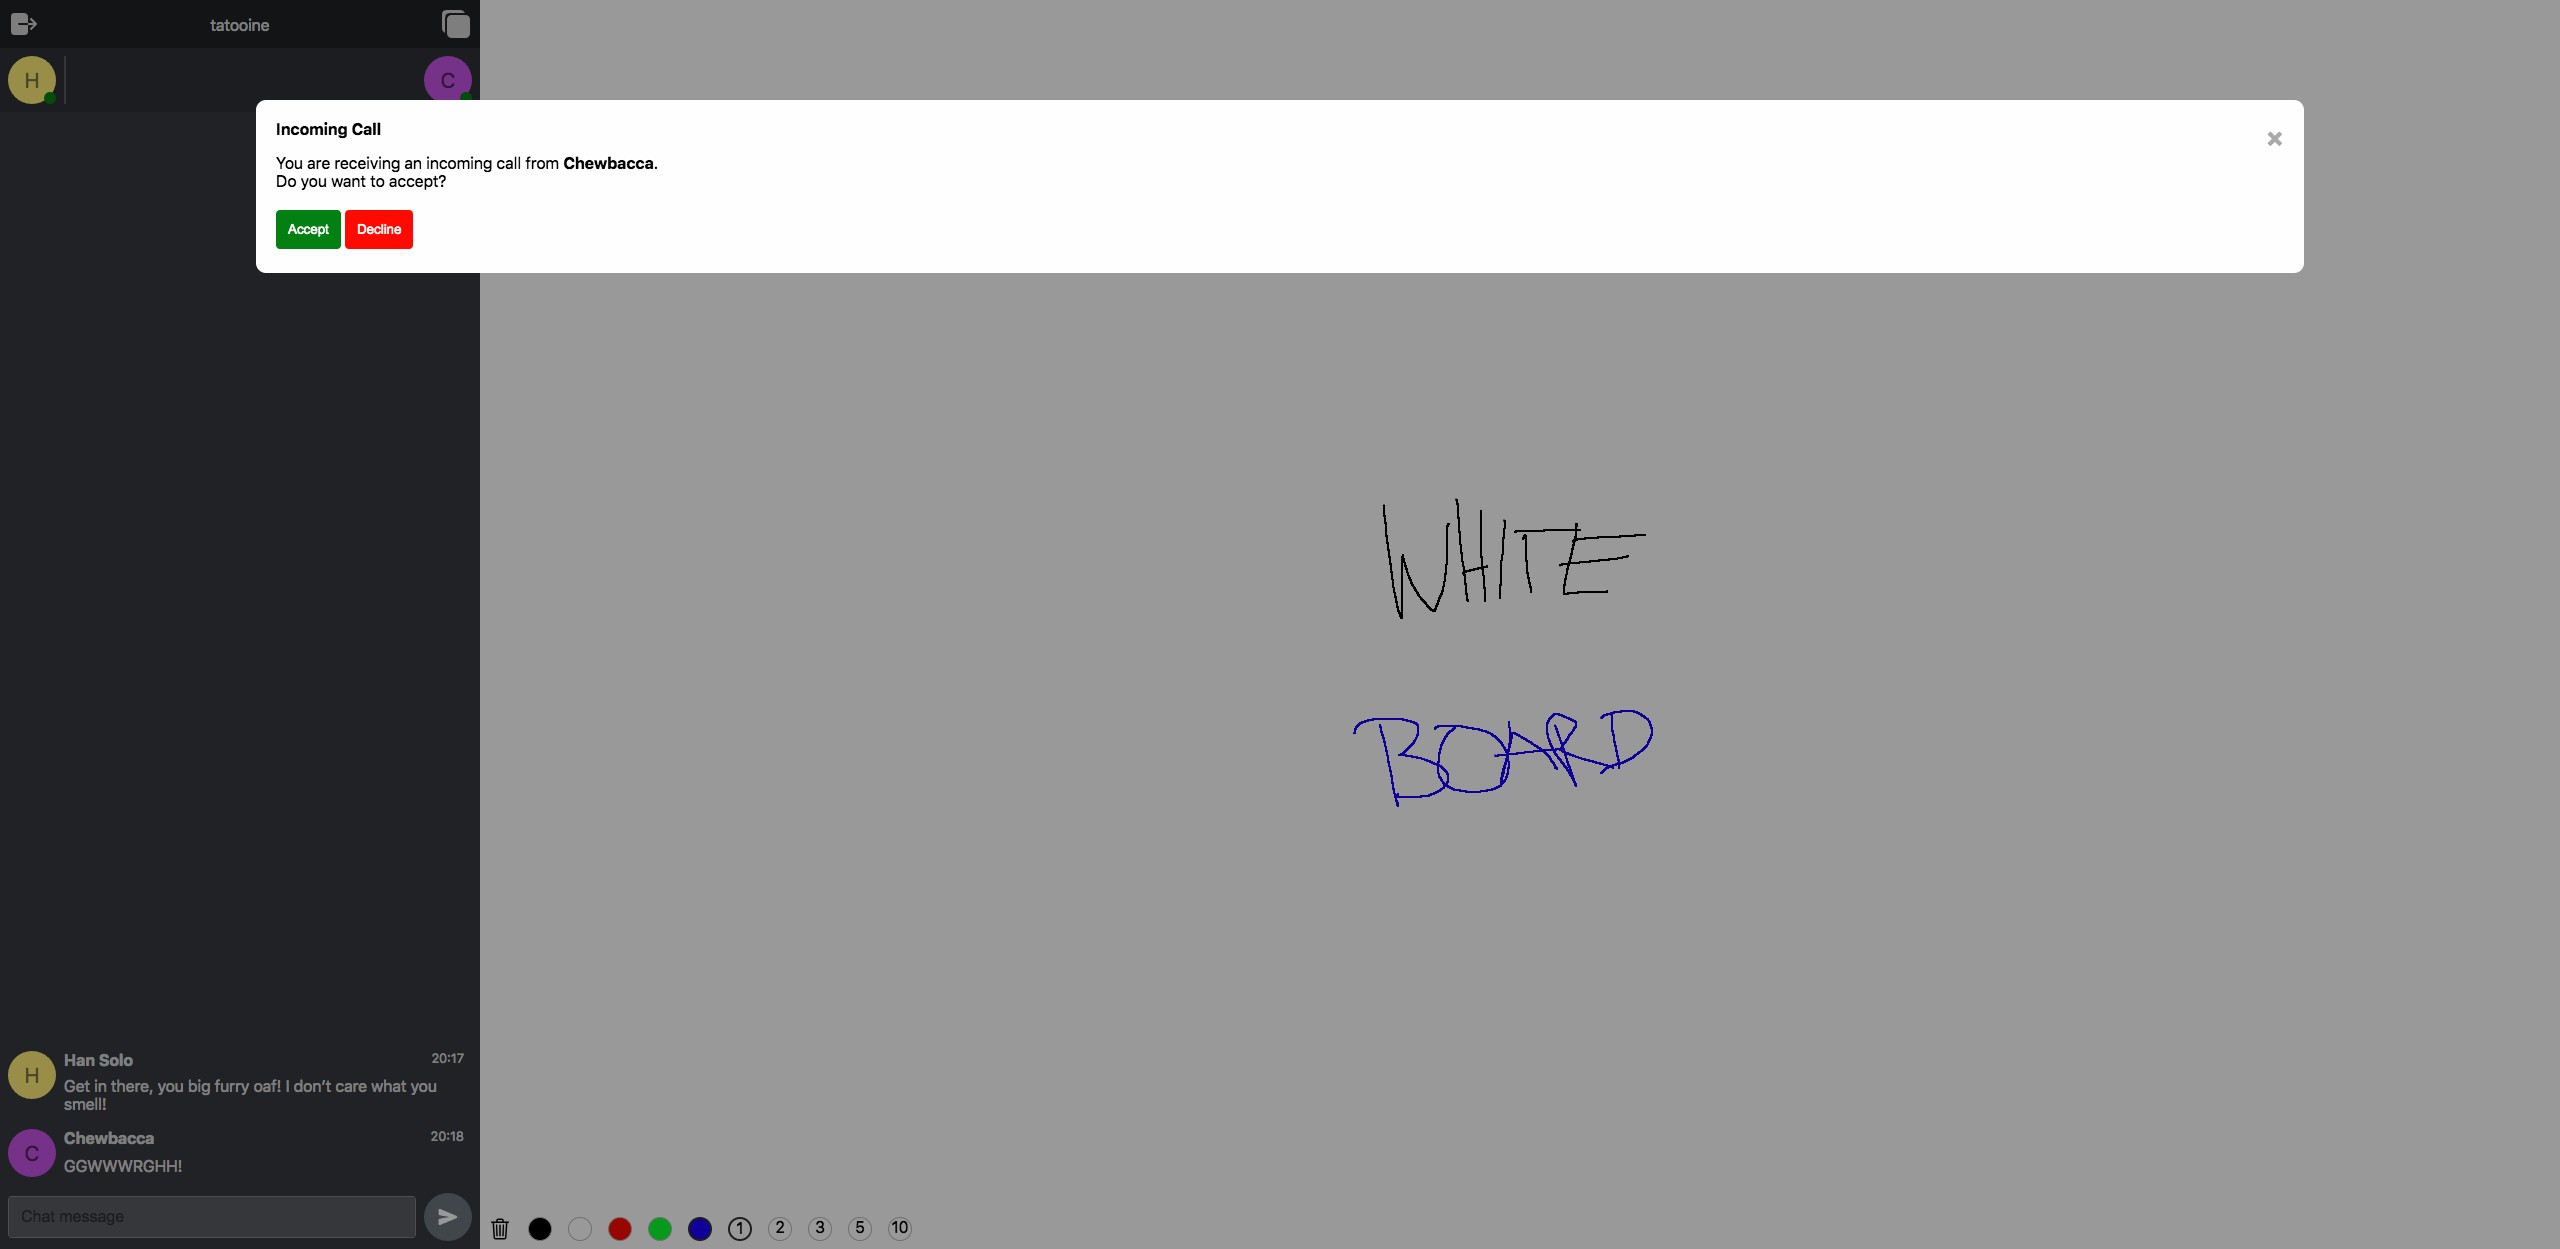 tatooine
H
C
Incoming Call
You are receiving an incoming call from Chewbacca.
Do you want to accept?
Accept Decline
WHITE
BOARD
H
Han Solo 20:17
Get in there, you big furry oaf! I don't care what you
smell!
C
Chewbacca 20:18
GGWWWRGHH!
Chat message
1 2 3 5 10